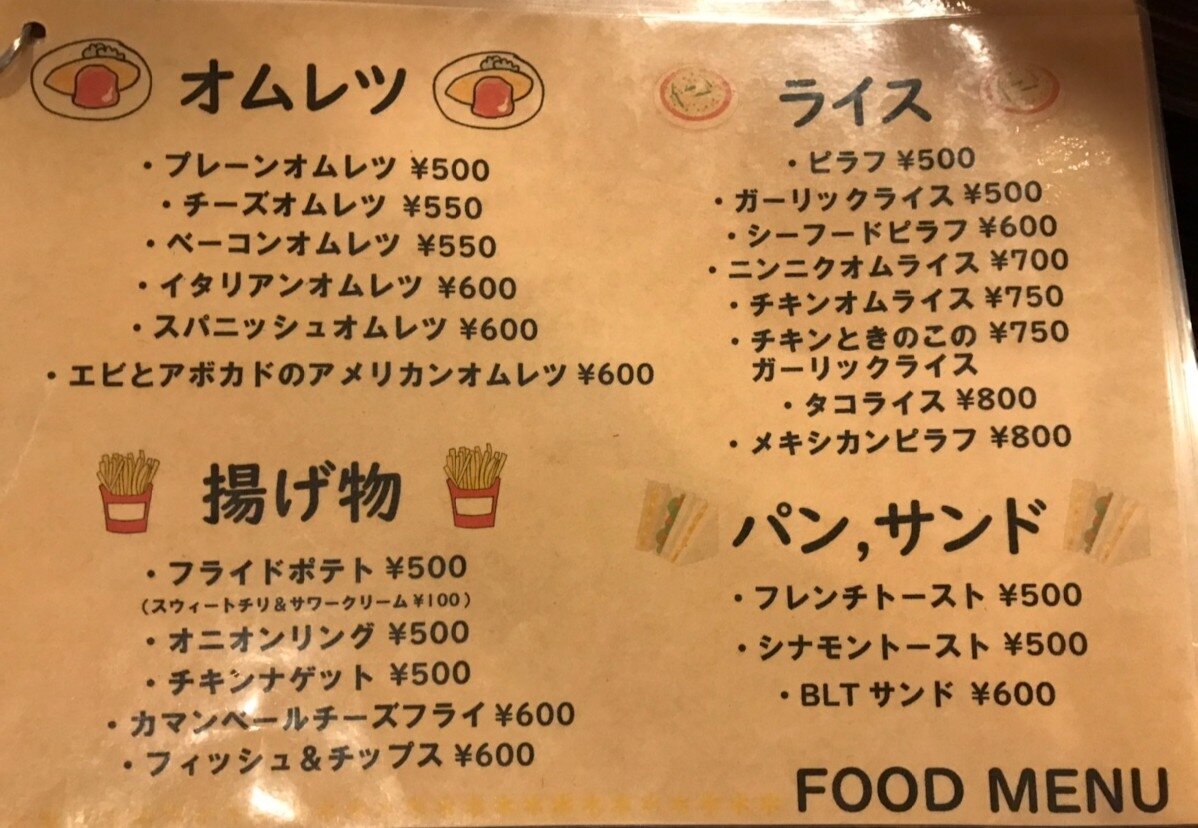 オムレツ
・プレーンオムレツ ¥500
・チーズオムレツ ¥550
・ベーコンオムレツ ¥550
・イタリアンオムレツ ¥600
・スパニッシュオムレツ ¥600
・エビとアボカドのアメリカンオムレツ ¥600
揚げ物
・フライドポテト ¥500
(スウィートチリ&サワークリーム ¥100)
・オニオンリング ¥500
・チキンナゲット ¥500
・カマンベールチーズフライ ¥600
・フィッシュ&チップス ¥600
ライス
・ピラフ ¥500
・ガーリックライス ¥500
・シーフードピラフ ¥600
・ニンニクオムライス ¥700
・チキンオムライス ¥750
・チキンときのこの ¥750
ガーリックライス
・タコライス ¥800
・メキシカンピラフ ¥800
パン,サンド
・フレンチトースト ¥500
・シナモントースト ¥500
・BLTサンド ¥600
FOOD MENU